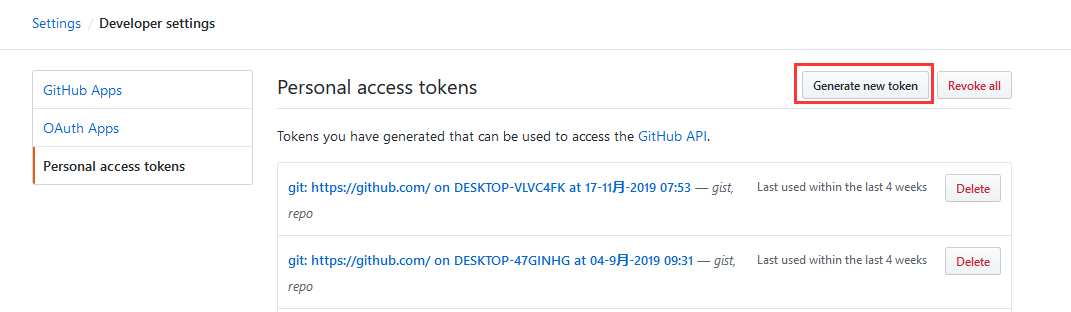 Settings / Developer settings
GitHub Apps
OAuth Apps
Personal access tokens
Personal access tokens
Generate new token
Revoke all
Tokens you have generated that can be used to access the GitHub API.
git: https://github.com/ on DESKTOP-VLVC4FK at 17-11月-2019 07:53 — gist,
repo
Last used within the last 4 weeks
Delete
git: https://github.com/ on DESKTOP-47GINHG at 04-9月-2019 09:31 — gist,
repo
Last used within the last 4 weeks
Delete